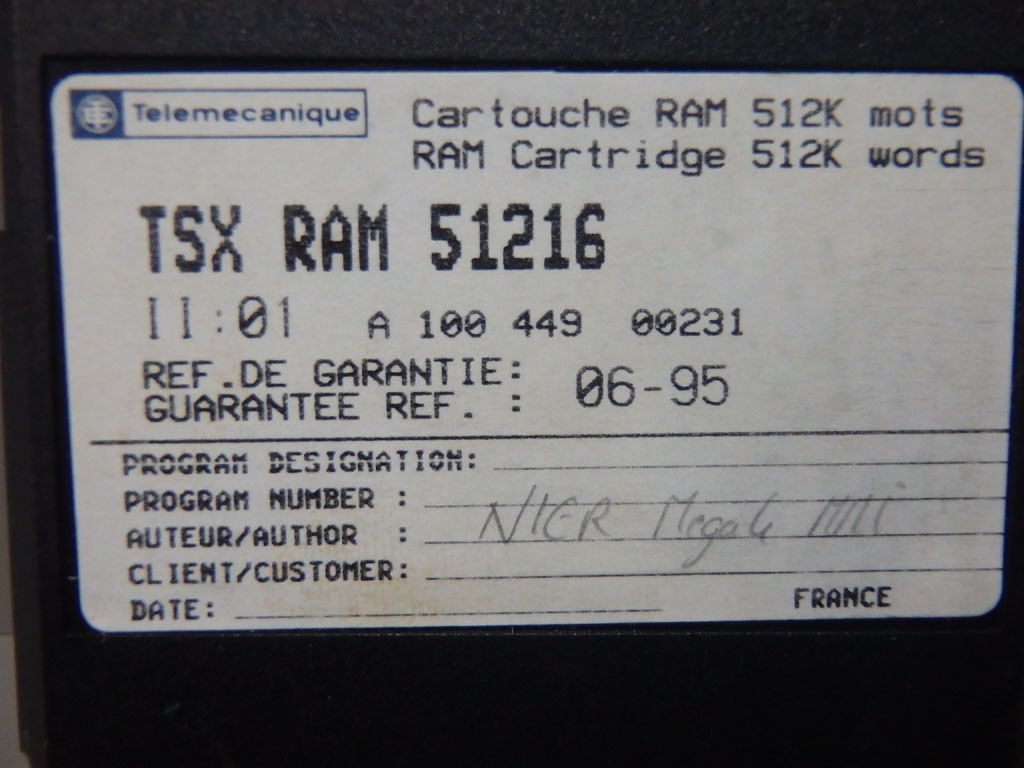 Telemecanique
Cartouche RAM 512K mots
RAM Cartridge 512K words
TSX RAM 51216
II:01 A 100 449 00231
REF.DE GARANTIE:
GUARANTEE REF. : 06-95
PROGRAM DESIGNATION:
PROGRAM NUMBER :
AUTEUR/AUTHOR : NIER
CLIENT/CUSTOMER:
DATE:
FRANCE